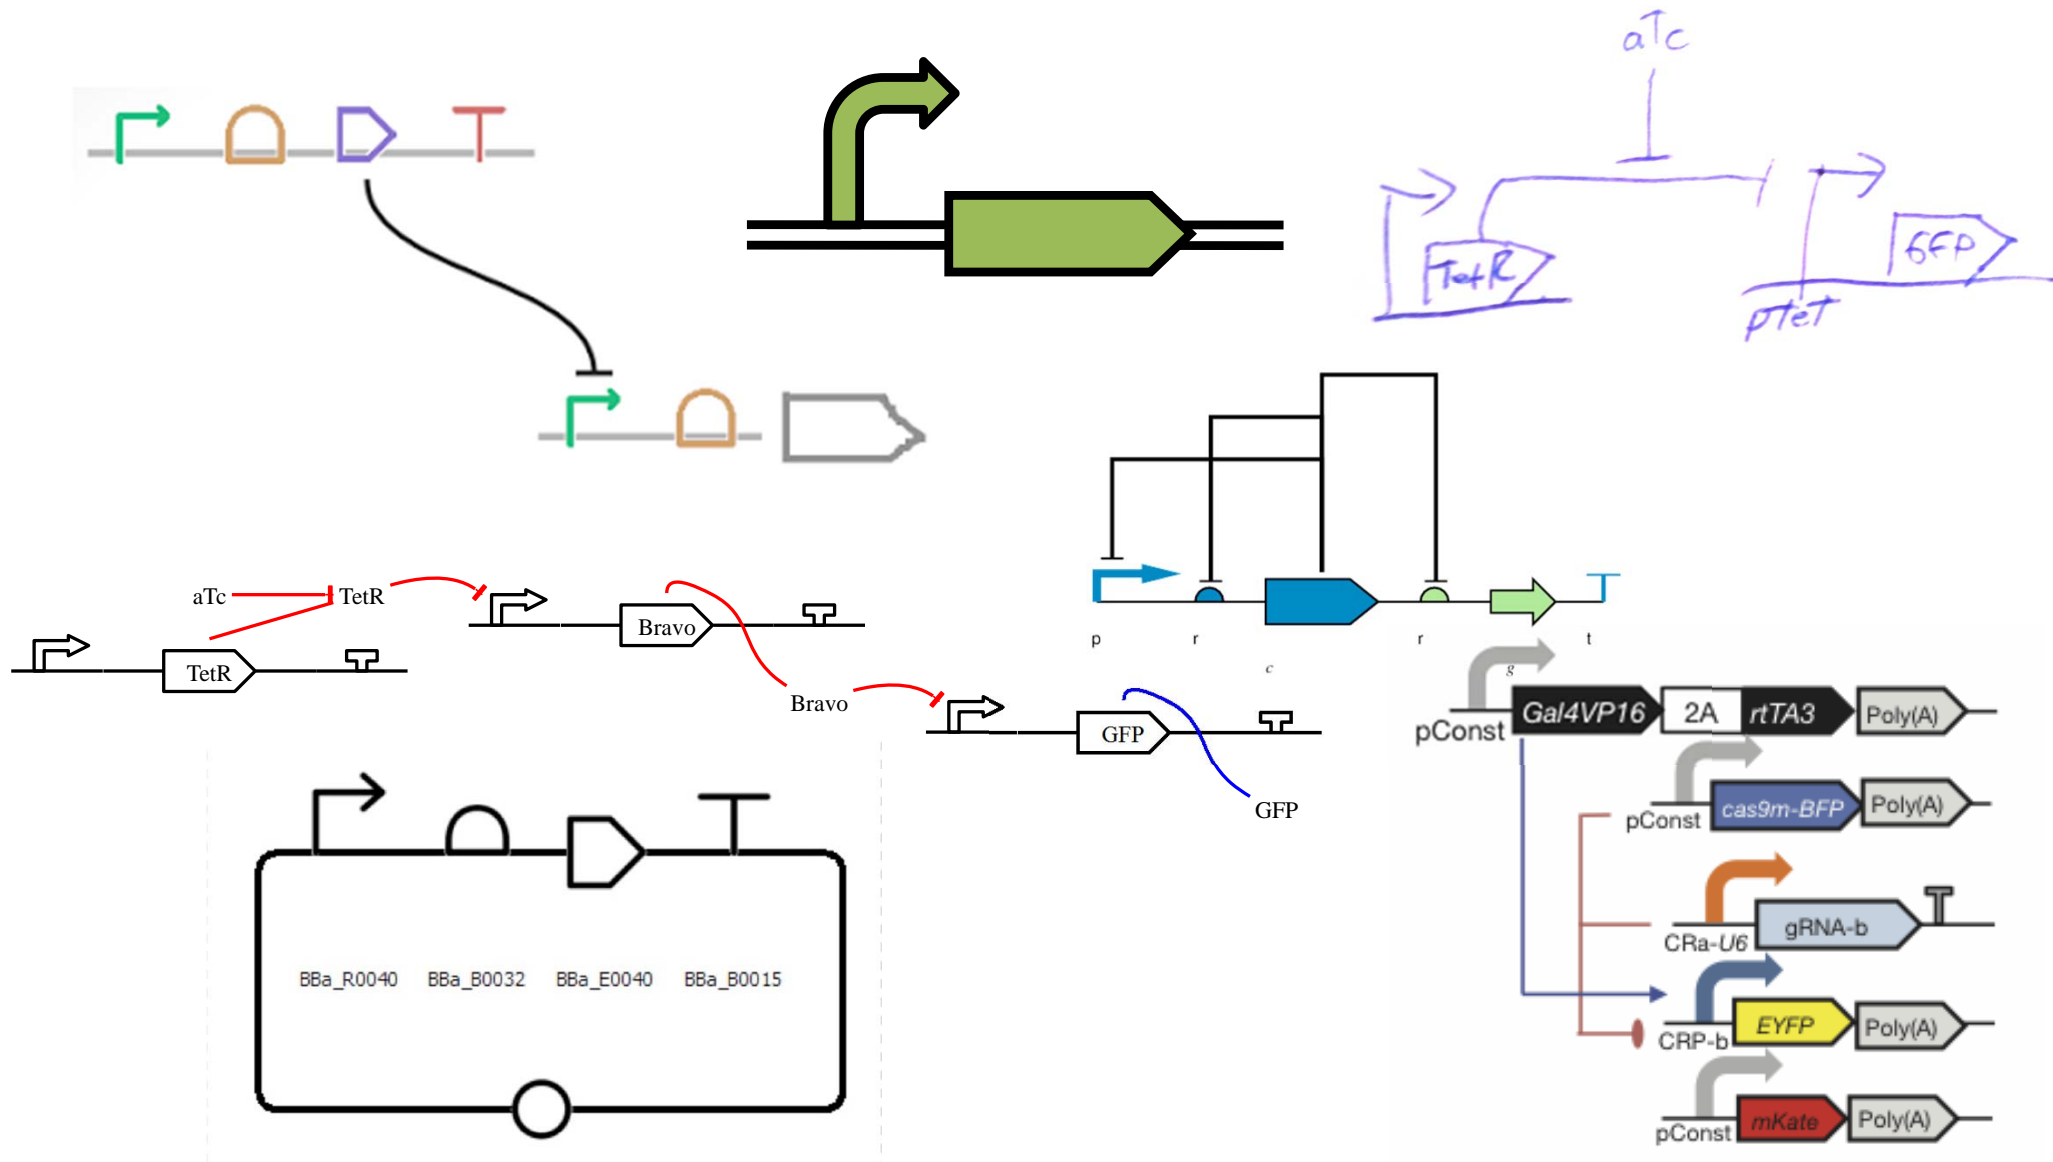 aTc
TetR
GFP
ptet
aTc
TetR
TetR
Bravo
Bravo
GFP
GFP
p r r t
c g
pConst Gal4VP16 2A rtTA3 Poly(A)
pConst cas9m-BFP Poly(A)
CRa-U6 gRNA-b
CRP-b EYFP Poly(A)
pConst mKate Poly(A)
BBa_R0040 BBa_B0032 BBa_E0040 BBa_B0015